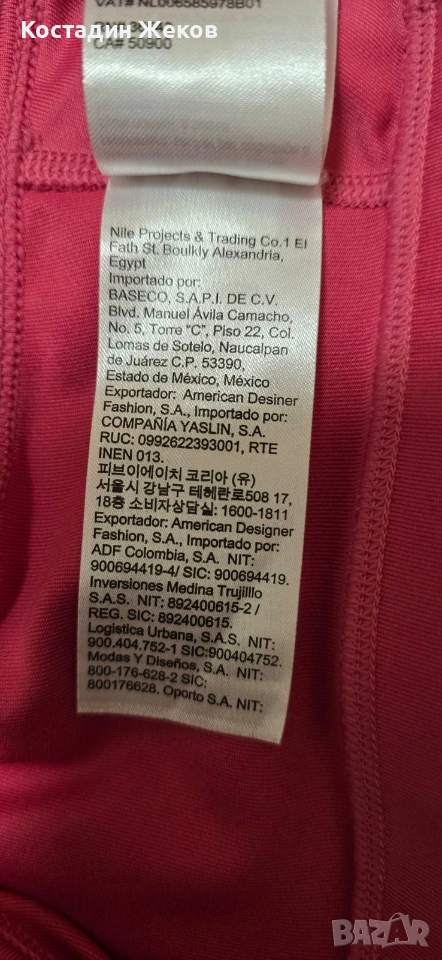 Костадин Жеков
VAT# NL006585978B01
CA# 50900
Nile Projects & Trading Co.1 El
Fath St. Boulkly Alexandria,
Egypt
Importado por:
BASECO, S.A.P.I. DE C.V.
Blvd. Manuel Ávila Camacho,
No. 5, Torre "C", Piso 22, Col.
Lomas de Sotelo, Naucalpan
de Juárez C.P. 53390,
Estado de México, México
Exportador: American Desiner
Fashion, S.A., Importado por:
COMPAÑÍA YASLIN, S.A.
RUC: 0992622393001, RTE
INEN 013.
피브이에이치 코리아 (유)
서울시 강남구 테헤란로508 17,
18층 소비자상담실: 1600-1811
Exportador: American Designer
Fashion, S.A., Importado por:
ADF Colombia, S.A. NIT:
900694419-4/ SIC: 900694419.
Inversiones Medina Trujilllo
S.A.S. NIT: 892400615-2 /
REG. SIC: 892400615.
Logistica Urbana, S.A. NIT:
900.404.752-1 SIC:900404752.
Modas Y Diseños, S.A. NIT:
800-176-628-2 SIC:
800176628. Oporto S.A. NIT:
BAZAR.bg